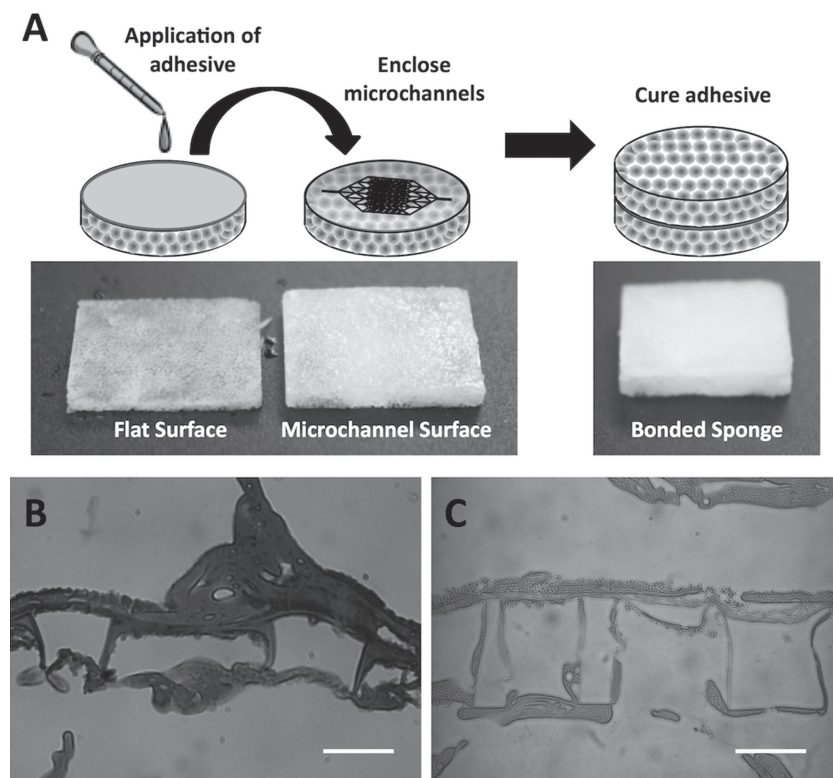 A
Application of
adhesive
Enclose
microchannels
Cure adhesive
Flat Surface
Microchannel Surface
Bonded Sponge
B
C